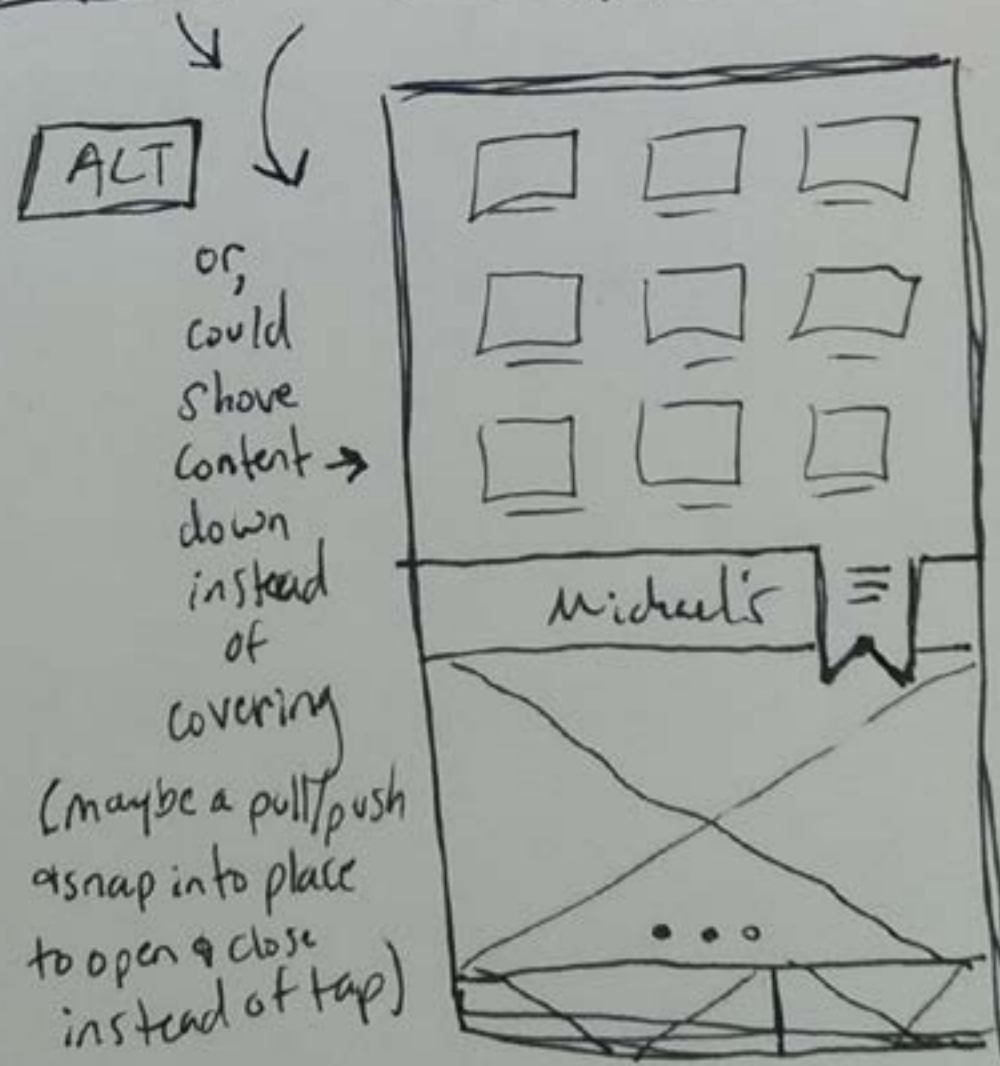 ALT
or,
could
shove
content →
down
instead
of
covering
(maybe a pull/push
& snap into place
to open & close
instead of tap)
Michael's